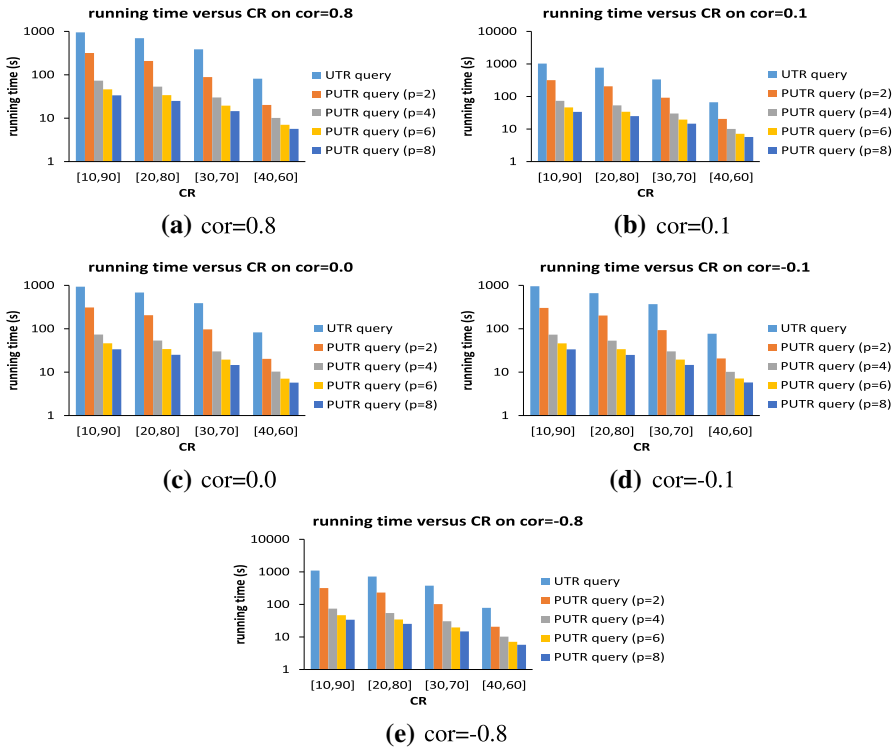 running time versus CR on cor=0.8
running time (s)
1000
100
10
1
[10,90] [20,80] [30,70] [40,60]
CR
UTR query
PUTR query (p=2)
PUTR query (p=4)
PUTR query (p=6)
PUTR query (p=8)
(a) cor=0.8
running time versus CR on cor=0.1
running time (s)
10000
1000
100
10
1
[10,90] [20,80] [30,70] [40,60]
CR
UTR query
PUTR query (p=2)
PUTR query (p=4)
PUTR query (p=6)
PUTR query (p=8)
(b) cor=0.1
running time versus CR on cor=0.0
running time (s)
1000
100
10
1
[10,90] [20,80] [30,70] [40,60]
CR
UTR query
PUTR query (p=2)
PUTR query (p=4)
PUTR query (p=6)
PUTR query (p=8)
(c) cor=0.0
running time versus CR on cor=-0.1
running time (s)
1000
100
10
1
[10,90] [20,80] [30,70] [40,60]
CR
UTR query
PUTR query (p=2)
PUTR query (p=4)
PUTR query (p=6)
PUTR query (p=8)
(d) cor=-0.1
running time versus CR on cor=-0.8
running time (s)
10000
1000
100
10
1
[10,90] [20,80] [30,70] [40,60]
CR
UTR query
PUTR query (p=2)
PUTR query (p=4)
PUTR query (p=6)
PUTR query (p=8)
(e) cor=-0.8